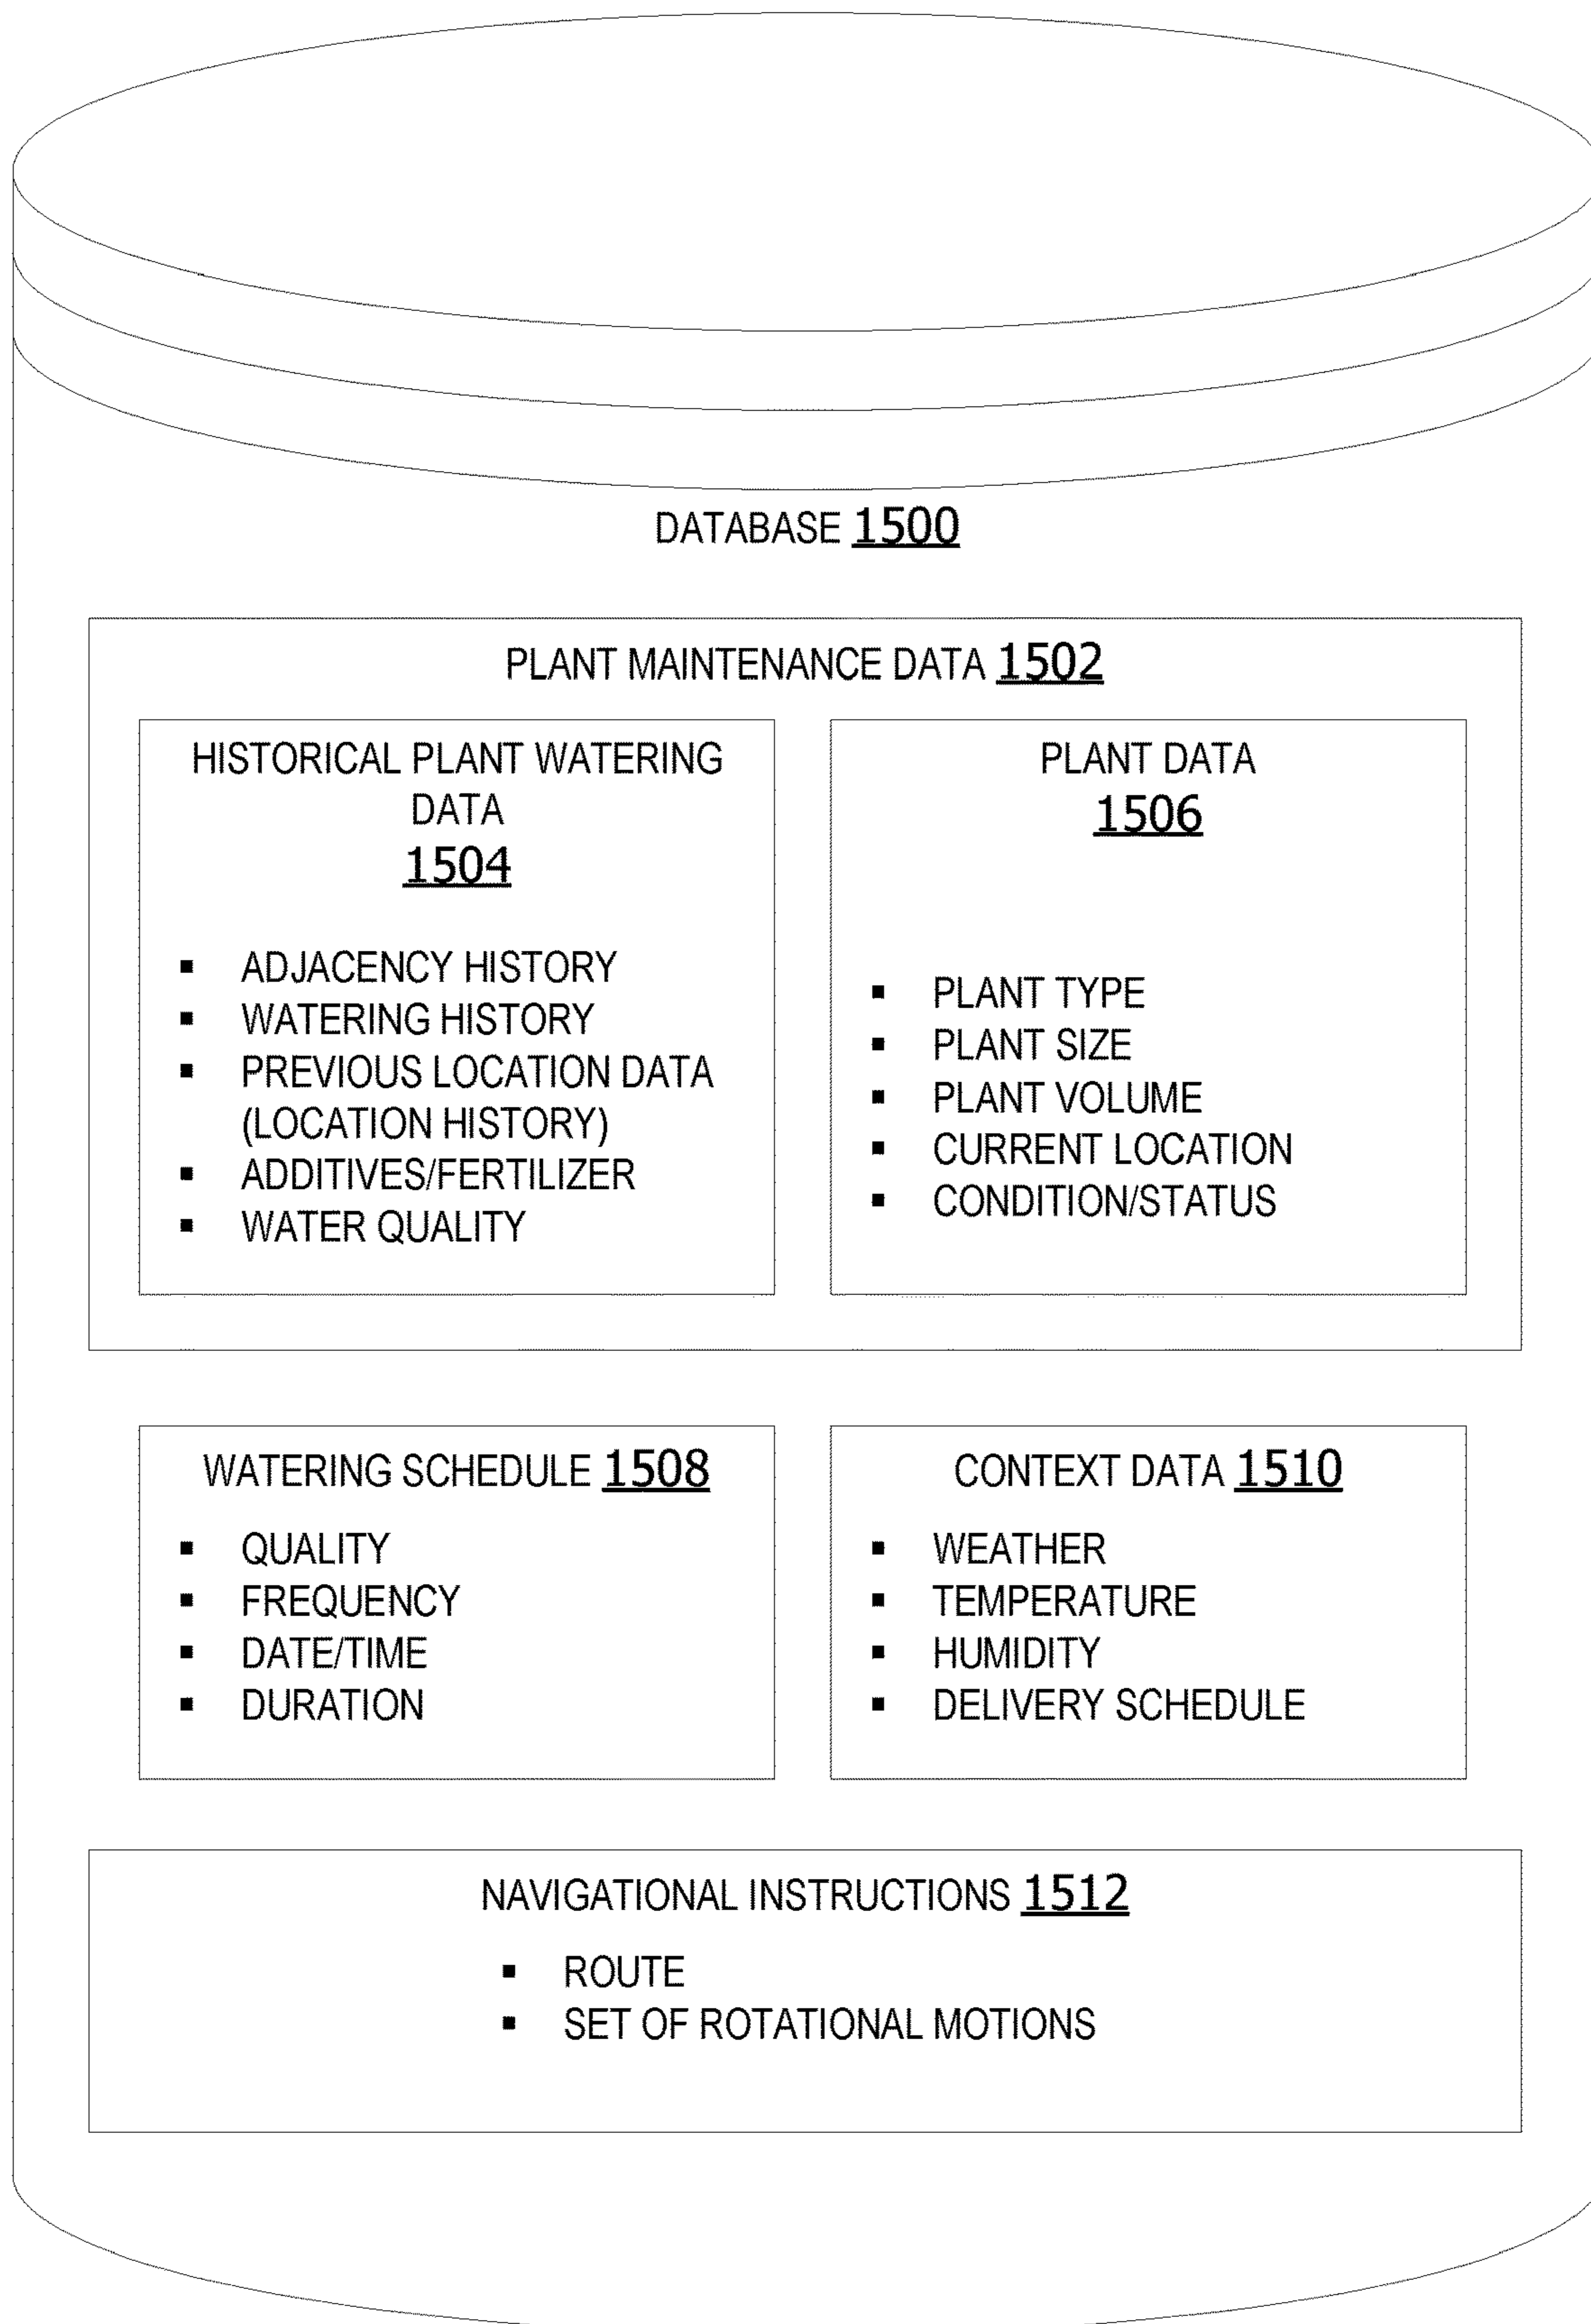 DATABASE 1500
PLANT MAINTENANCE DATA 1502
HISTORICAL PLANT WATERING
DATA
1504
▪ ADJACENCY HISTORY
▪ WATERING HISTORY
▪ PREVIOUS LOCATION DATA
(LOCATION HISTORY)
▪ ADDITIVES/FERTILIZER
▪ WATER QUALITY
PLANT DATA
1506
▪ PLANT TYPE
▪ PLANT SIZE
▪ PLANT VOLUME
▪ CURRENT LOCATION
▪ CONDITION/STATUS
WATERING SCHEDULE 1508
▪ QUALITY
▪ FREQUENCY
▪ DATE/TIME
▪ DURATION
CONTEXT DATA 1510
▪ WEATHER
▪ TEMPERATURE
▪ HUMIDITY
▪ DELIVERY SCHEDULE
NAVIGATIONAL INSTRUCTIONS 1512
▪ ROUTE
▪ SET OF ROTATIONAL MOTIONS